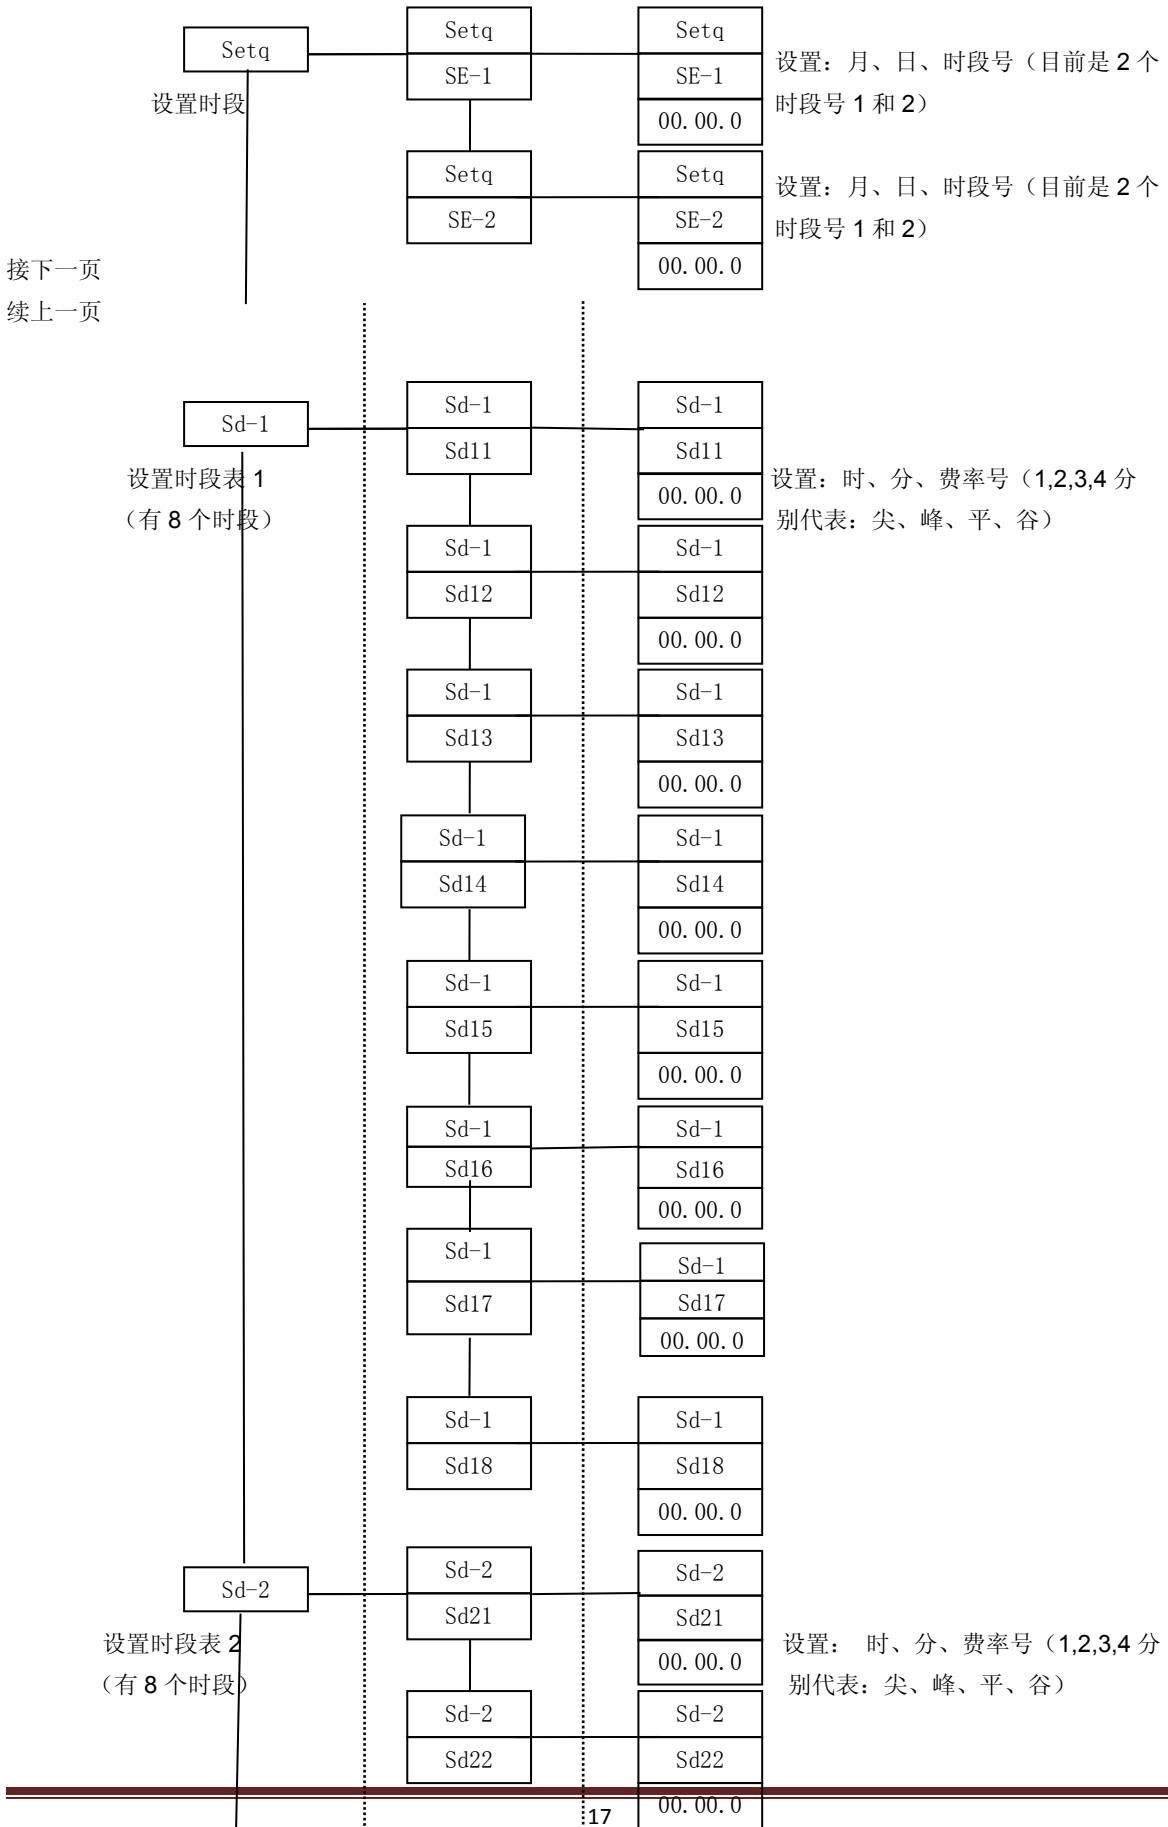 Setq
设置时段
Setq
SE-1
Setq
SE-1
00.00.0
设置：月、日、时段号（目前是 2 个
时段号 1 和 2）
Setq
SE-2
Setq
SE-2
00.00.0
设置：月、日、时段号（目前是 2 个
时段号 1 和 2）
接下一页
续上一页
Sd-1
设置时段表 1
（有 8 个时段）
Sd-1
Sd11
Sd-1
Sd11
00.00.0
设置：时、分、费率号（1,2,3,4 分
别代表：尖、峰、平、谷）
Sd-1
Sd12
Sd-1
Sd12
00.00.0
Sd-1
Sd13
Sd-1
Sd13
00.00.0
Sd-1
Sd14
Sd-1
Sd14
00.00.0
Sd-1
Sd15
Sd-1
Sd15
00.00.0
Sd-1
Sd16
Sd-1
Sd16
00.00.0
Sd-1
Sd17
Sd-1
Sd17
00.00.0
Sd-1
Sd18
Sd-1
Sd18
00.00.0
Sd-2
设置时段表 2
（有 8 个时段）
Sd-2
Sd21
Sd-2
Sd21
00.00.0
设置： 时、分、费率号（1,2,3,4 分
别代表：尖、峰、平、谷）
Sd-2
Sd22
Sd-2
Sd22
00.00.0
17